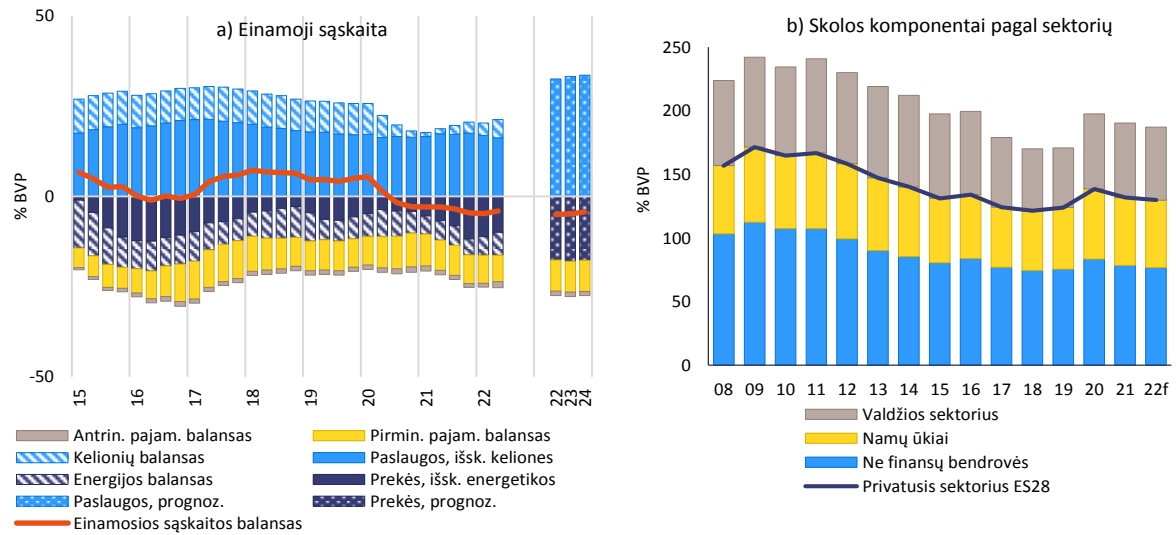 a) Einamoji sąskaita
50
0
-50
% BVP
15
16
17
18
19
20
21
22
22
23
24
Antrin. pajam. balansas
Pirmin. pajam. balansas
Kelionių balansas
Paslaugos, išsk. keliones
Energijos balansas
Prekės, išsk. energetikos
Paslaugos, prognoz.
Prekės, prognoz.
Einamosios sąskaitos balansas
b) Skolos komponentai pagal sektorių
250
200
150
100
50
0
% BVP
08 09 10 11 12 13 14 15 16 17 18 19 20 21 22f
Valdžios sektorius
Namų ūkiai
Ne finansų bendrovės
Privatusis sektorius ES28